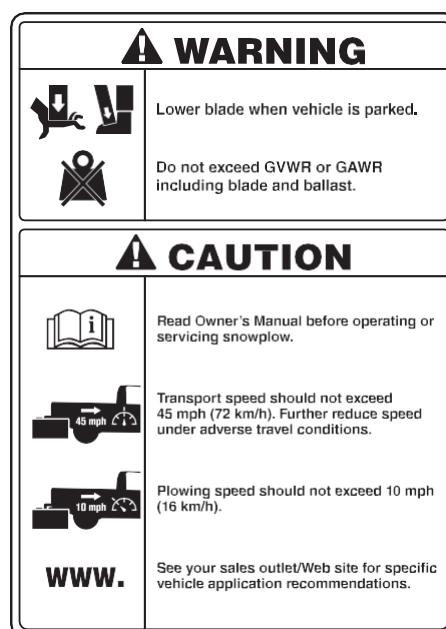 WARNING
Lower blade when vehicle is parked.
Do not exceed GVWR or GAWR
including blade and ballast.
CAUTION
Read Owner's Manual before operating or
servicing snowplow.
Transport speed should not exceed
45 mph (72 km/h). Further reduce speed
under adverse travel conditions.
45 mph
Plowing speed should not exceed 10 mph
(16 km/h).
10 mph
www.
See your sales outlet/Web site for specific
vehicle application recommendations.